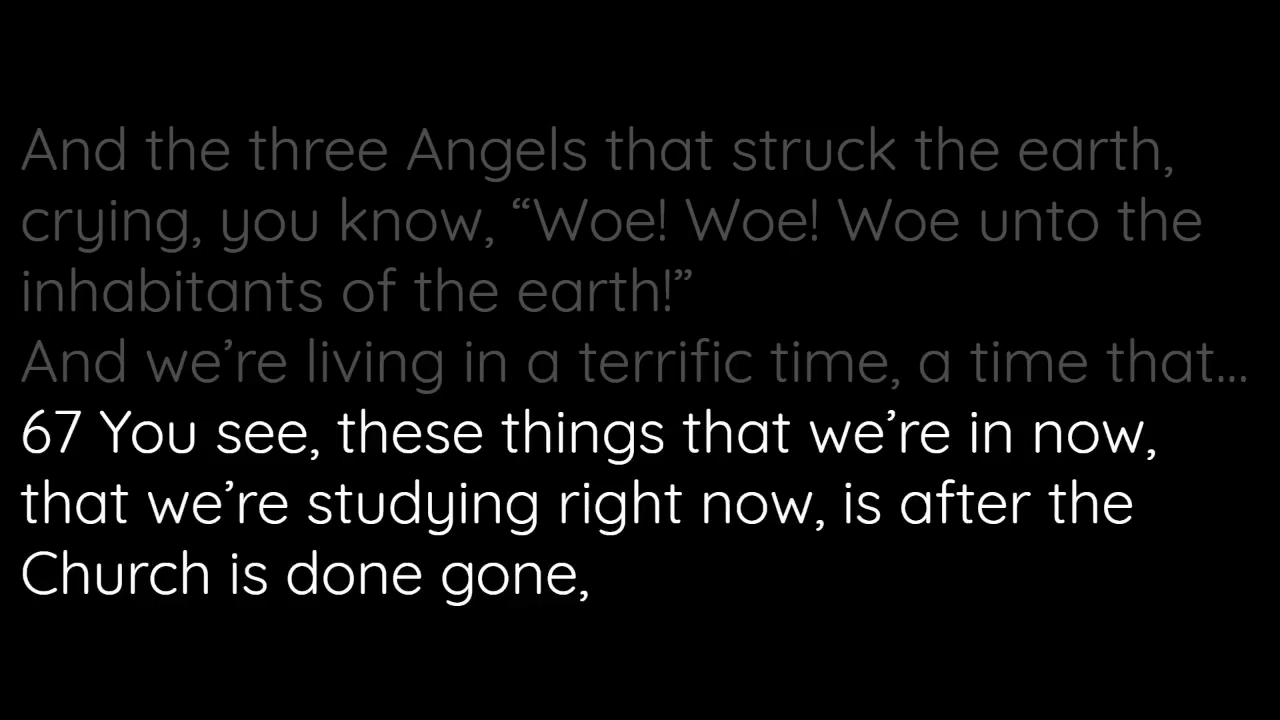 And the three Angels that struck the earth,
crying, you know, “Woe! Woe! Woe unto the
inhabitants of the earth!”
And we’re living in a terrific time, a time that...
67 You see, these things that we’re in now,
that we’re studying right now, is after the
Church is done gone,